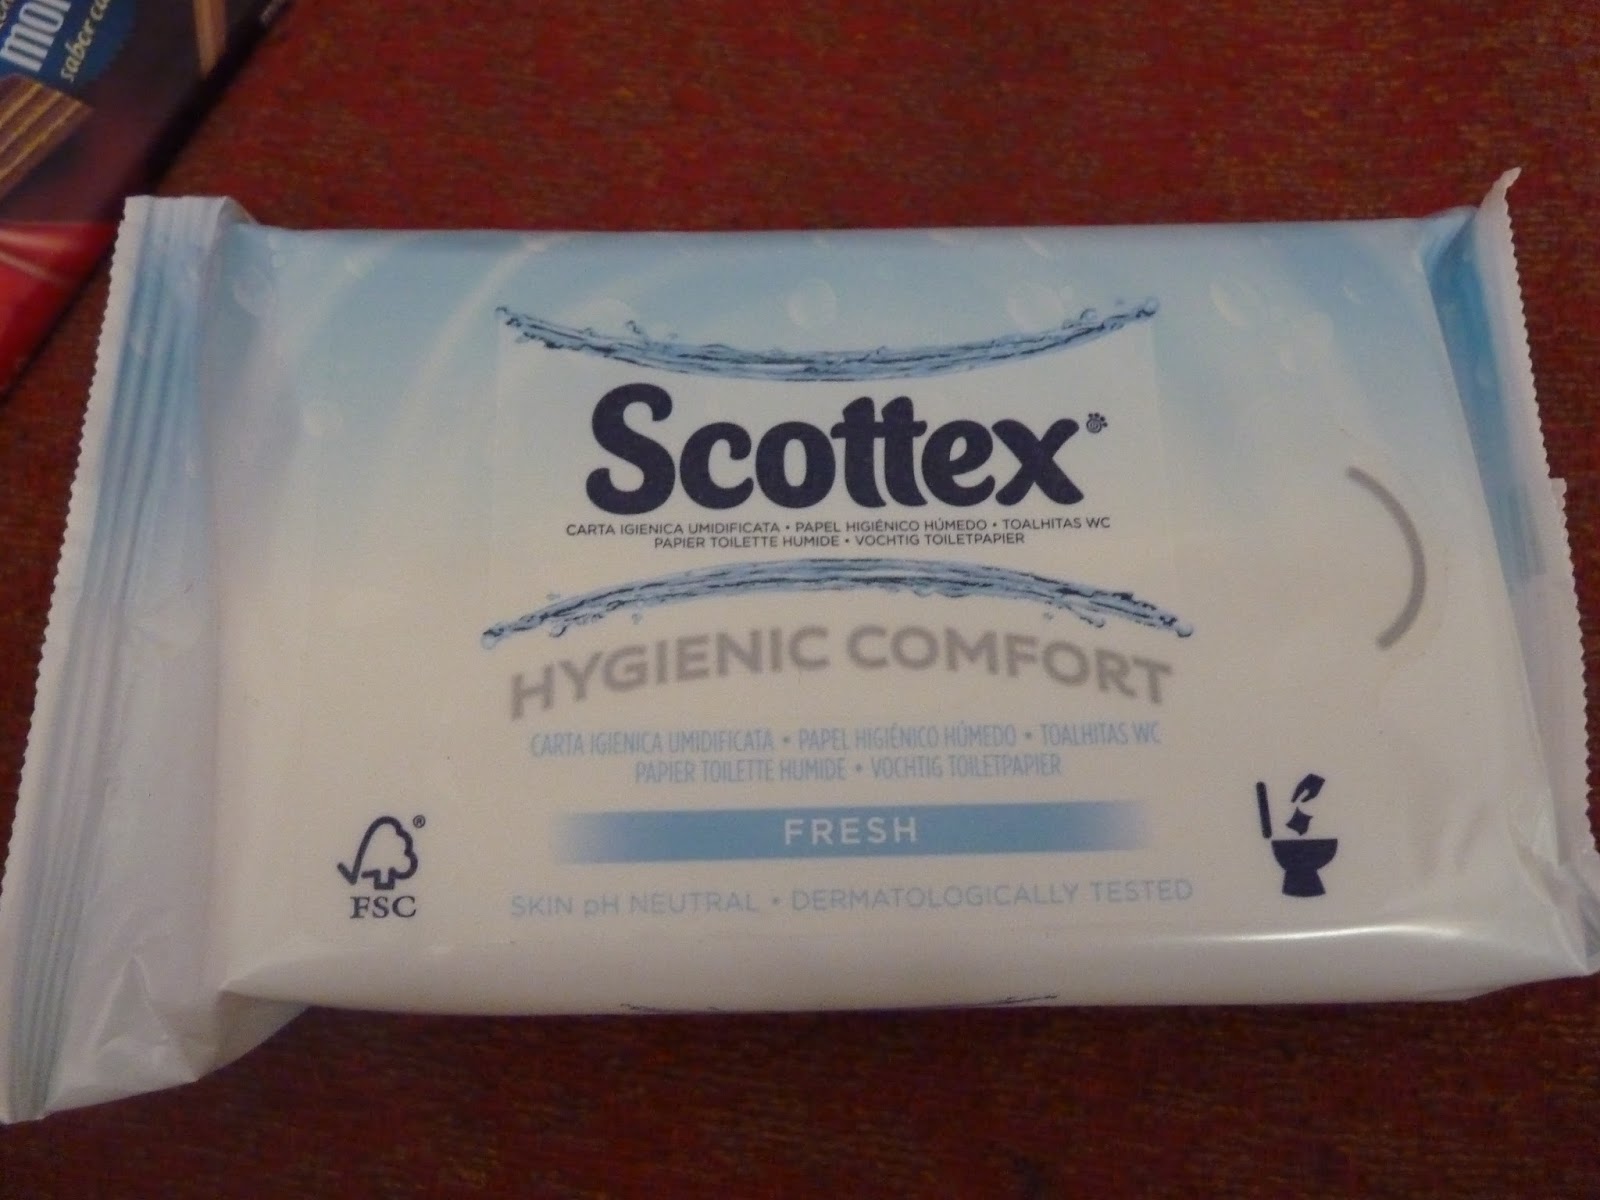 sabor
Scottex®
CARTA IGIENICA UMIDIFICATA • PAPEL HIGIÉNICO HÚMEDO • TOALHITAS WC
PAPIER TOILETTE HUMIDE • VOCHTIG TOILETPAPIER
HYGIENIC COMFORT
CARTA IGIENICA UMIDIFICATA • PAPEL HIGIÉNICO HÚMEDO • TOALHITAS WC
PAPIER TOILETTE HUMIDE • VOCHTIG TOILETPAPIER
FRESH
SKIN pH NEUTRAL • DERMATOLOGICALLY TESTED
®
FSC